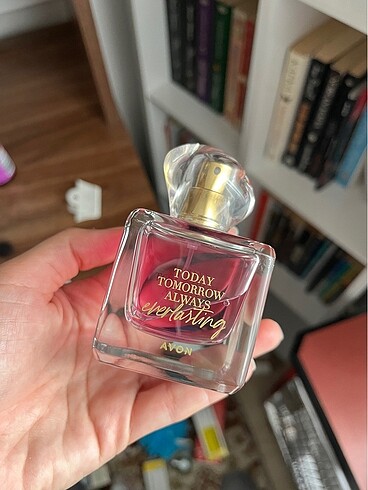 TODAY
TOMORROW
ALWAYS
everlasting
AVON